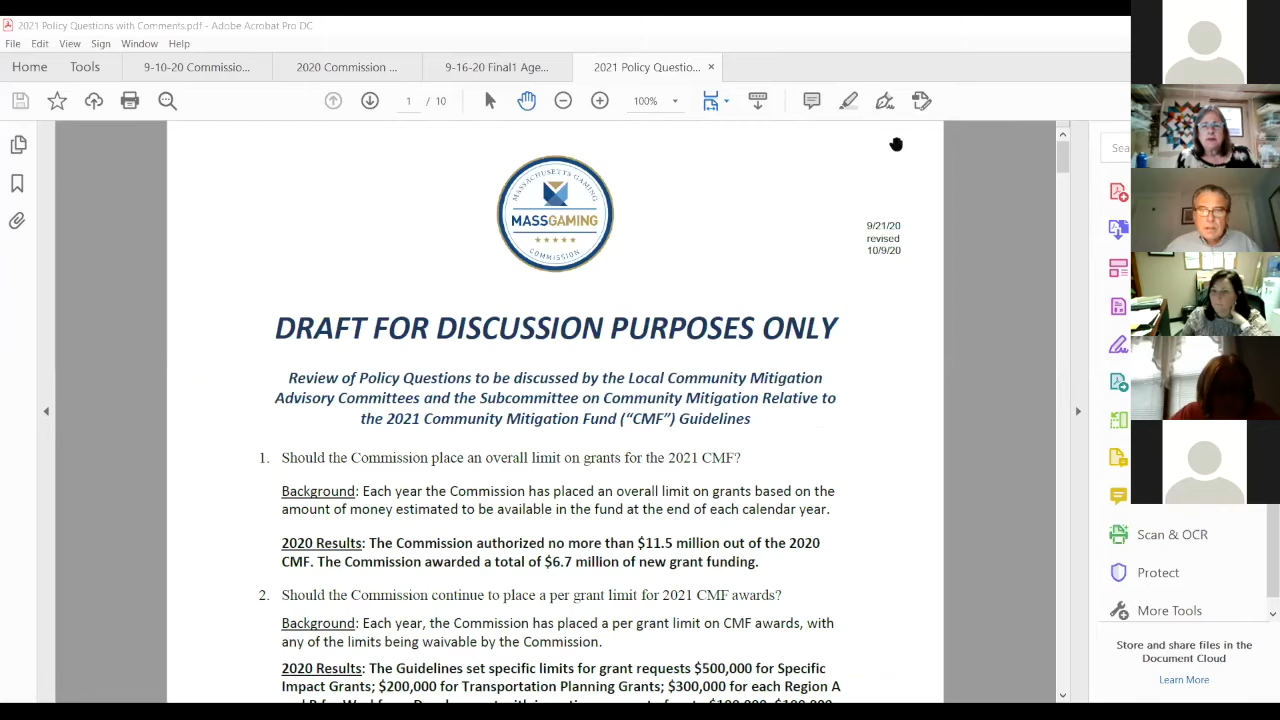 2021 Policy Questions with Comments.pdf - Adobe Acrobat Pro DC
File Edit View Sign Window Help
Home Tools 9-10-20 Commissio... 2020 Commission ... 9-16-20 Final1 Age... 2021 Policy Questio... ×
1 / 10 100%
Sea
MASSACHUSETTS GAMING
MASSGAMING
COMMISSION
9/21/20
revised
10/9/20
DRAFT FOR DISCUSSION PURPOSES ONLY
Review of Policy Questions to be discussed by the Local Community Mitigation
Advisory Committees and the Subcommittee on Community Mitigation Relative to
the 2021 Community Mitigation Fund (“CMF”) Guidelines
1. Should the Commission place an overall limit on grants for the 2021 CMF?
Background: Each year the Commission has placed an overall limit on grants based on the
amount of money estimated to be available in the fund at the end of each calendar year.
2020 Results: The Commission authorized no more than $11.5 million out of the 2020
CMF. The Commission awarded a total of $6.7 million of new grant funding.
2. Should the Commission continue to place a per grant limit for 2021 CMF awards?
Background: Each year, the Commission has placed a per grant limit on CMF awards, with
any of the limits being waivable by the Commission.
2020 Results: The Guidelines set specific limits for grant requests $500,000 for Specific
Impact Grants; $200,000 for Transportation Planning Grants; $300,000 for each Region A
Scan & OCR
Protect
More Tools
Store and share files in the
Document Cloud
Learn More